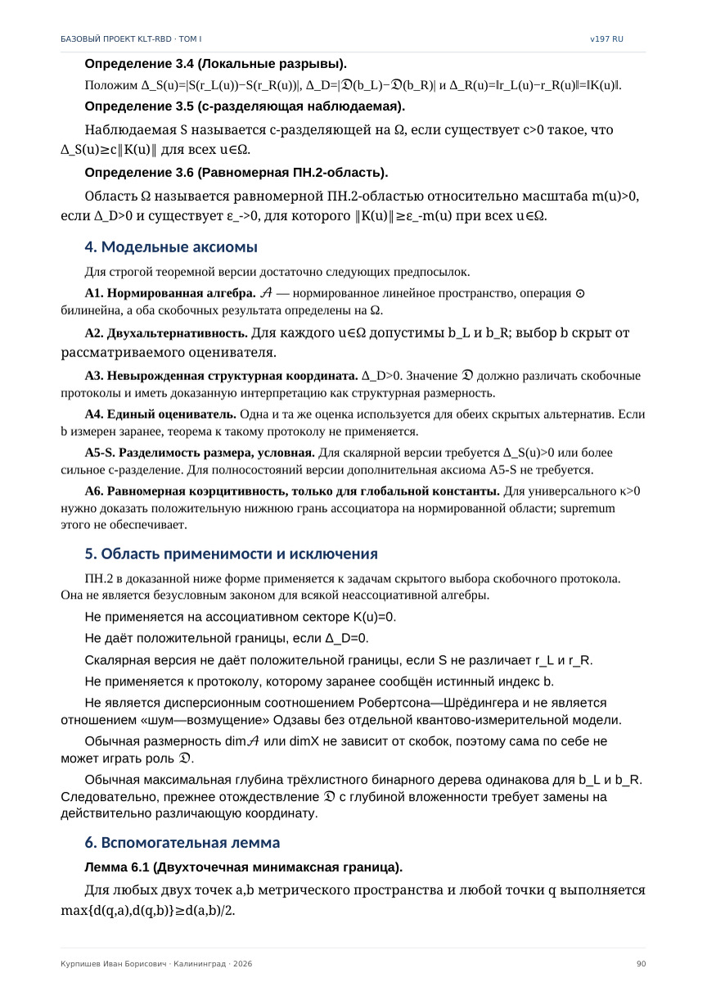 БАЗОВЫЙ ПРОЕКТ KLT-RBD · ТОМ I
v197 RU
Определение 3.4 (Локальные разрывы).
Положим Δ_S(u)=|S(r_L(u))−S(r_R(u))|, Δ_D=|𝔇(b_L)−𝔇(b_R)| и Δ_R(u)=‖r_L(u)−r_R(u)‖=‖K(u)‖.
Определение 3.5 (c-разделяющая наблюдаемая).
Наблюдаемая S называется c-разделяющей на Ω, если существует c>0 такое, что
Δ_S(u)≥c‖K(u)‖ для всех u∈Ω.
Определение 3.6 (Равномерная ПН.2-область).
Область Ω называется равномерной ПН.2-областью относительно масштаба m(u)>0,
если Δ_D>0 и существует ε_->0, для которого ‖K(u)‖≥ε_-m(u) при всех u∈Ω.
4. Модельные аксиомы
Для строгой теоремной версии достаточно следующих предпосылок.
A1. Нормированная алгебра. 𝒜 — нормированное линейное пространство, операция ⊙
билинейна, а оба скобочных результата определены на Ω.
A2. Двухальтернативность. Для каждого u∈Ω допустимы b_L и b_R; выбор b скрыт от
рассматриваемого оценивателя.
A3. Невырожденная структурная координата. Δ_D>0. Значение 𝔇 должно различать скобочные
протоколы и иметь доказанную интерпретацию как структурная размерность.
A4. Единый оцениватель. Одна и та же оценка используется для обеих скрытых альтернатив. Если
b измерен заранее, теорема к такому протоколу не применяется.
A5-S. Разделимость размера, условная. Для скалярной версии требуется Δ_S(u)>0 или более
сильное c-разделение. Для полносостояний версии дополнительная аксиома A5-S не требуется.
A6. Равномерная коэрцитивность, только для глобальной константы. Для универсального κ>0
нужно доказать положительную нижнюю грань ассоциатора на нормированной области; supremum
этого не обеспечивает.
5. Область применимости и исключения
ПН.2 в доказанной ниже форме применяется к задачам скрытого выбора скобочного протокола.
Она не является безусловным законом для всякой неассоциативной алгебры.
Не применяется на ассоциативном секторе K(u)=0.
Не даёт положительной границы, если Δ_D=0.
Скалярная версия не даёт положительной границы, если S не различает r_L и r_R.
Не применяется к протоколу, которому заранее сообщён истинный индекс b.
Не является дисперсионным соотношением Робертсона—Шрёдингера и не является
отношением «шум—возмущение» Одзавы без отдельной квантово-измерительной модели.
Обычная размерность dim𝒜 или dimX не зависит от скобок, поэтому сама по себе не
может играть роль 𝔇.
Обычная максимальная глубина трёхлистного бинарного дерева одинакова для b_L и b_R.
Следовательно, прежнее отождествление 𝔇 с глубиной вложенности требует замены на
действительно различающую координату.
6. Вспомогательная лемма
Лемма 6.1 (Двухточечная минимаксная граница).
Для любых двух точек a,b метрического пространства и любой точки q выполняется
max{d(q,a),d(q,b)}≥d(a,b)/2.
Курпишев Иван Борисович · Калининград · 2026
90